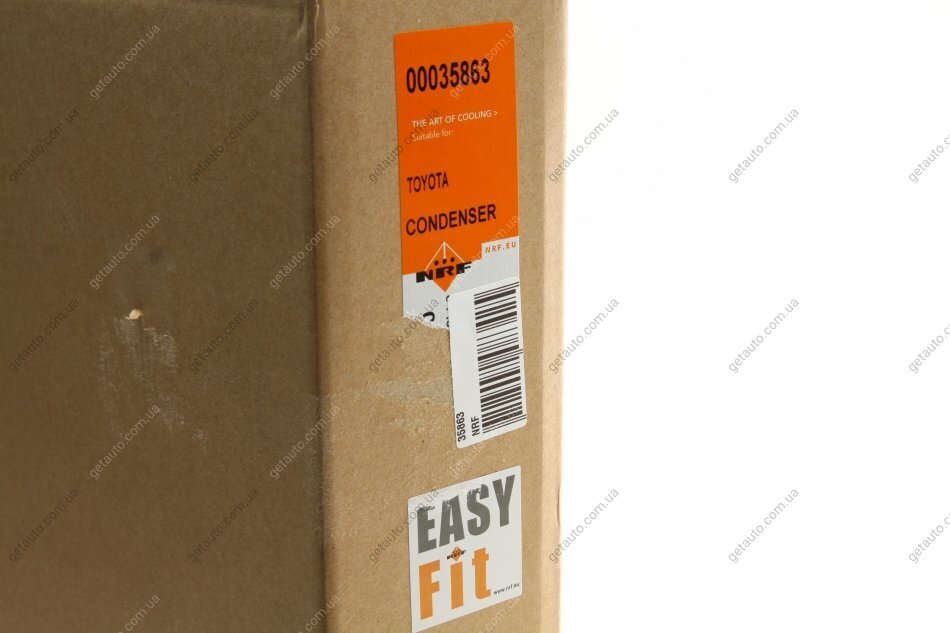 00035863
THE ART OF COOLING >
Suitable for:
TOYOTA
CONDENSER
NRF.EU
NRF
35863
NRF
EASY
NRF
Fit
www.nrf.eu
getauto.com.ua